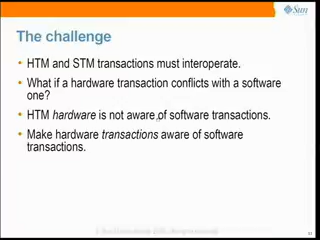 Sun
The challenge
• HTM and STM transactions must interoperate.
• What if a hardware transaction conflicts with a software
one?
• HTM hardware is not aware of software transactions.
• Make hardware transactions aware of software
transactions.